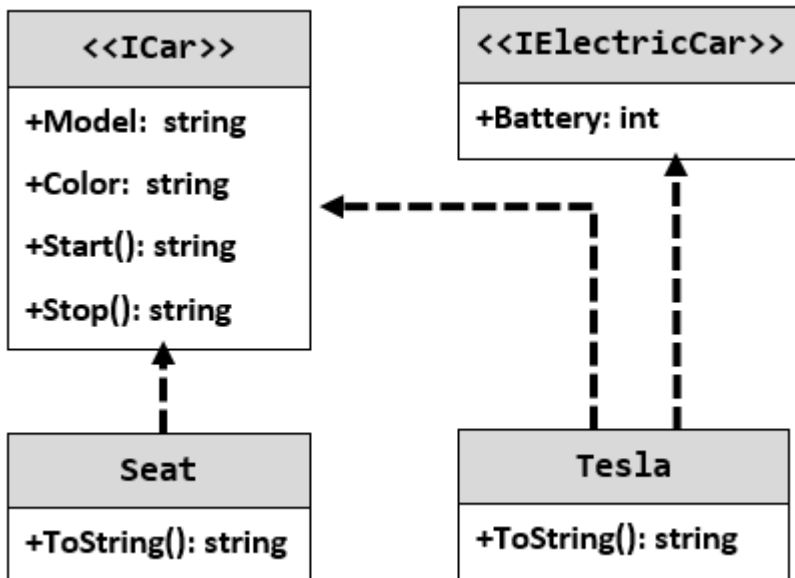 <<ICar>>
+Model: string
+Color: string
+Start(): string
+Stop(): string
<<IElectricCar>>
+Battery: int
Seat
+ToString(): string
Tesla
+ToString(): string